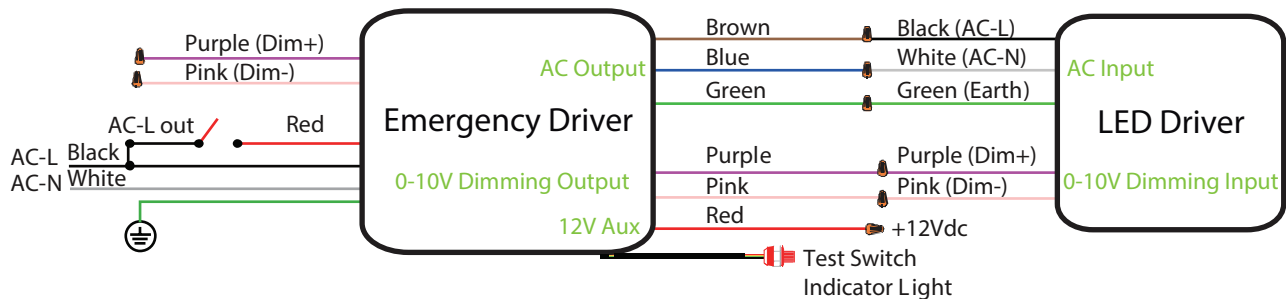 Purple (Dim+)
Pink (Dim-)
AC-L out
Red
AC-L
Black
AC-N
White
Emergency Driver
AC Output
0-10V Dimming Output
12V Aux
Brown
Blue
Green
Purple
Pink
Red
Black (AC-L)
White (AC-N)
Green (Earth)
Purple (Dim+)
Pink (Dim-)
+12Vdc
Test Switch
Indicator Light
AC Input
LED Driver
0-10V Dimming Input